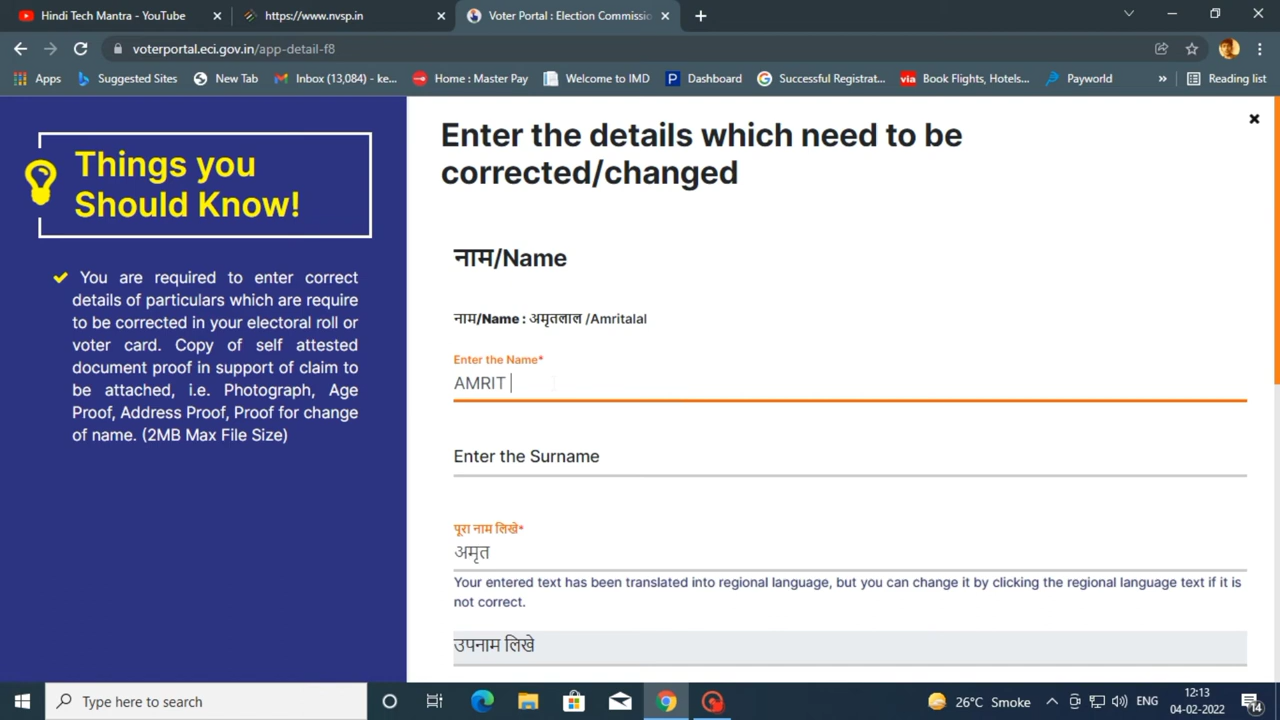 Hindi Tech Mantra - YouTube
https://www.nvsp.in
Voter Portal : Election Commissio
voterportal.eci.gov.in/app-detail-f8
Apps
Suggested Sites
New Tab
Inbox (13,084) - ke...
Home : Master Pay
Welcome to IMD
Dashboard
Successful Registrat...
via Book Flights, Hotels...
Payworld
»
Reading list
Things you
Should Know!
You are required to enter correct
details of particulars which are require
to be corrected in your electoral roll or
voter card. Copy of self attested
document proof in support of claim to
be attached, i.e. Photograph, Age
Proof, Address Proof, Proof for change
of name. (2MB Max File Size)
Enter the details which need to be
corrected/changed
नाम/Name
नाम/Name : अमृतलाल /Amritalal
Enter the Name*
AMRIT
Enter the Surname
पूरा नाम लिखे*
अमृत
Your entered text has been translated into regional language, but you can change it by clicking the regional language text if it is
not correct.
उपनाम लिखे
Type here to search
26°C Smoke
ENG
12:13
04-02-2022
14